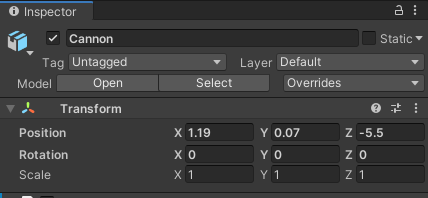 Inspector
Cannon Static
Tag Untagged Layer Default
Model Open Select Overrides
Transform
Position X 1.19 Y 0.07 Z -5.5
Rotation X 0 Y 0 Z 0
Scale X 1 Y 1 Z 1